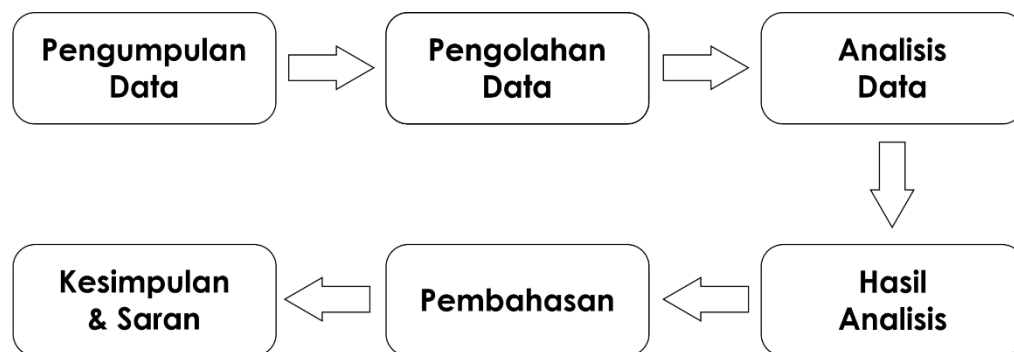 Pengumpulan
Data
Pengolahan
Data
Analisis
Data
Hasil
Analisis
Pembahasan
Kesimpulan
& Saran